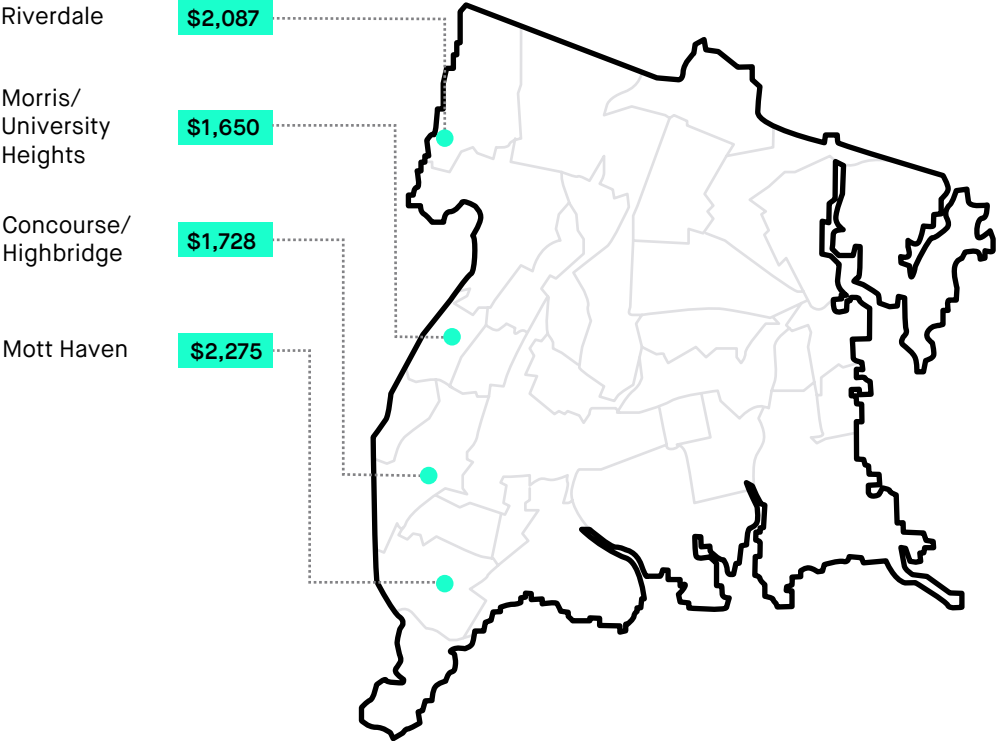 Riverdale
$2,087
Morris/
University
Heights
$1,650
Concourse/
Highbridge
$1,728
Mott Haven
$2,275